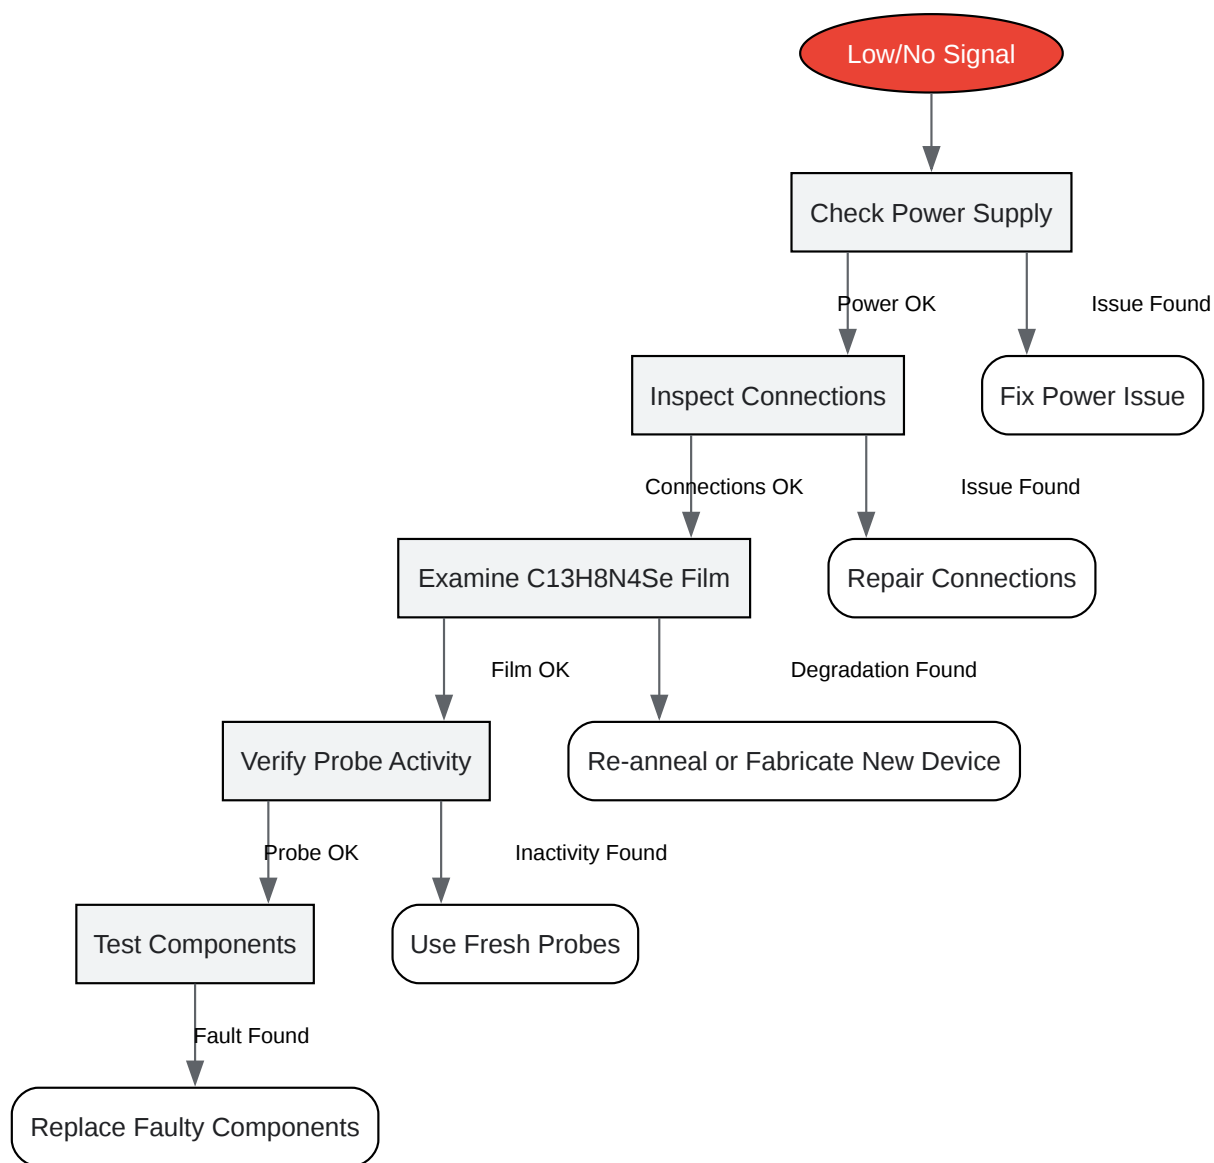 Low/No Signal
Check Power Supply
Power OK
Issue Found
Inspect Connections
Fix Power Issue
Connections OK
Issue Found
Examine C13H8N4Se Film
Repair Connections
Film OK
Degradation Found
Verify Probe Activity
Re-anneal or Fabricate New Device
Probe OK
Inactivity Found
Test Components
Use Fresh Probes
Fault Found
Replace Faulty Components